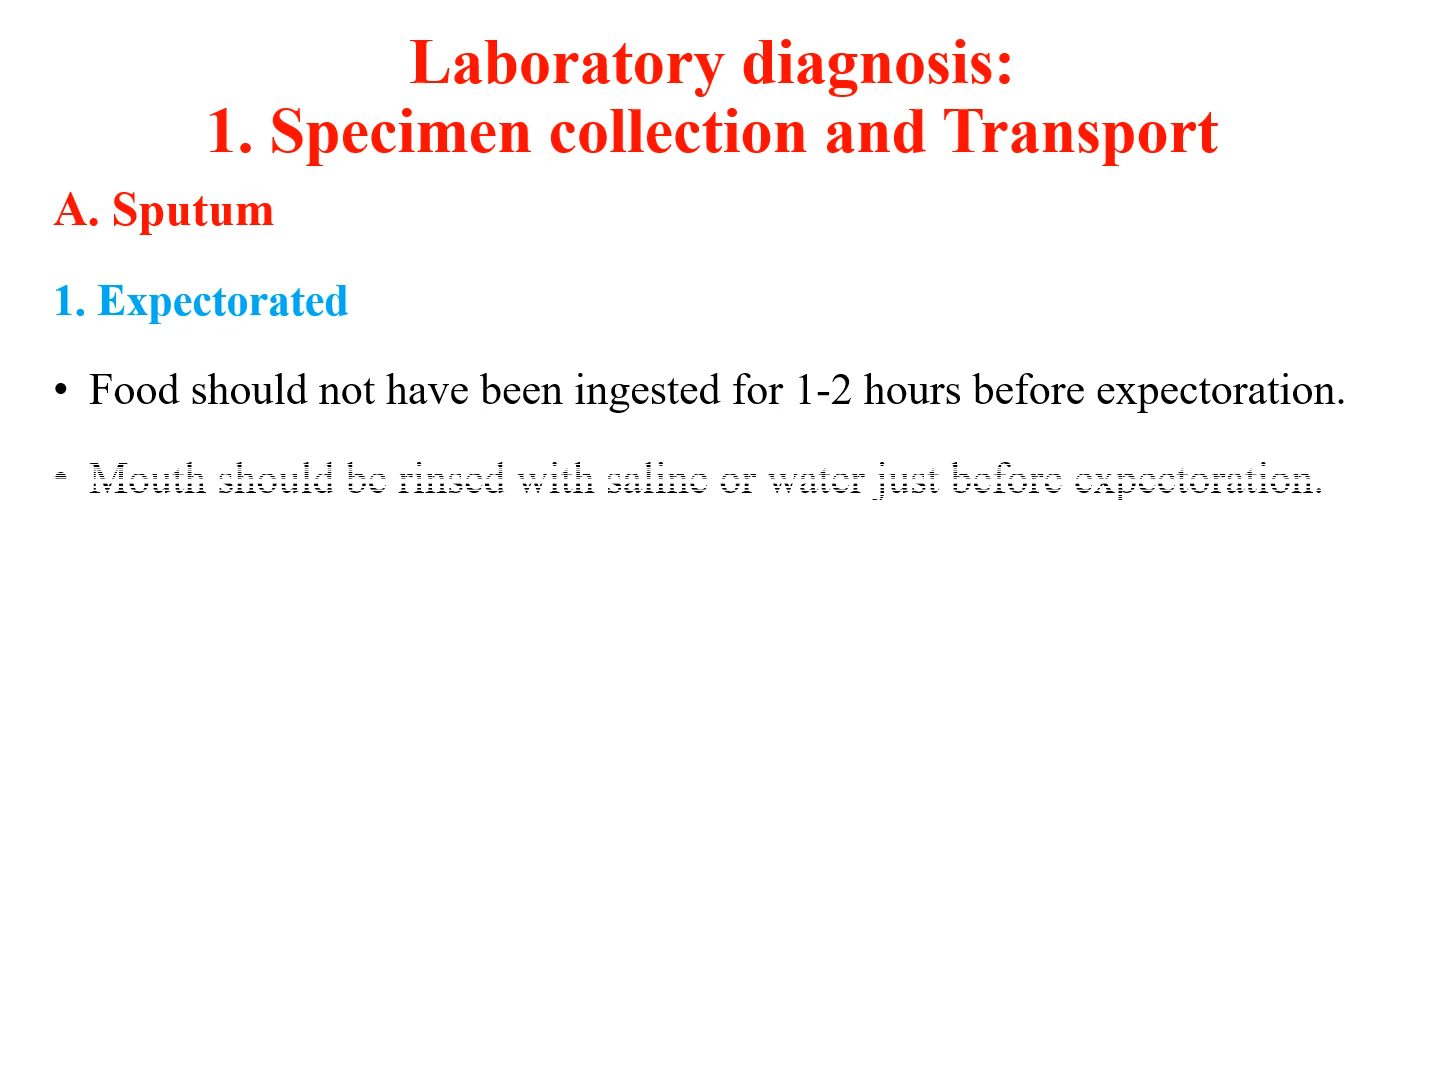 Laboratory diagnosis:
1. Specimen collection and Transport
A. Sputum
1. Expectorated
• Food should not have been ingested for 1-2 hours before expectoration.
• Mouth should be rinsed with saline or water just before expectoration.